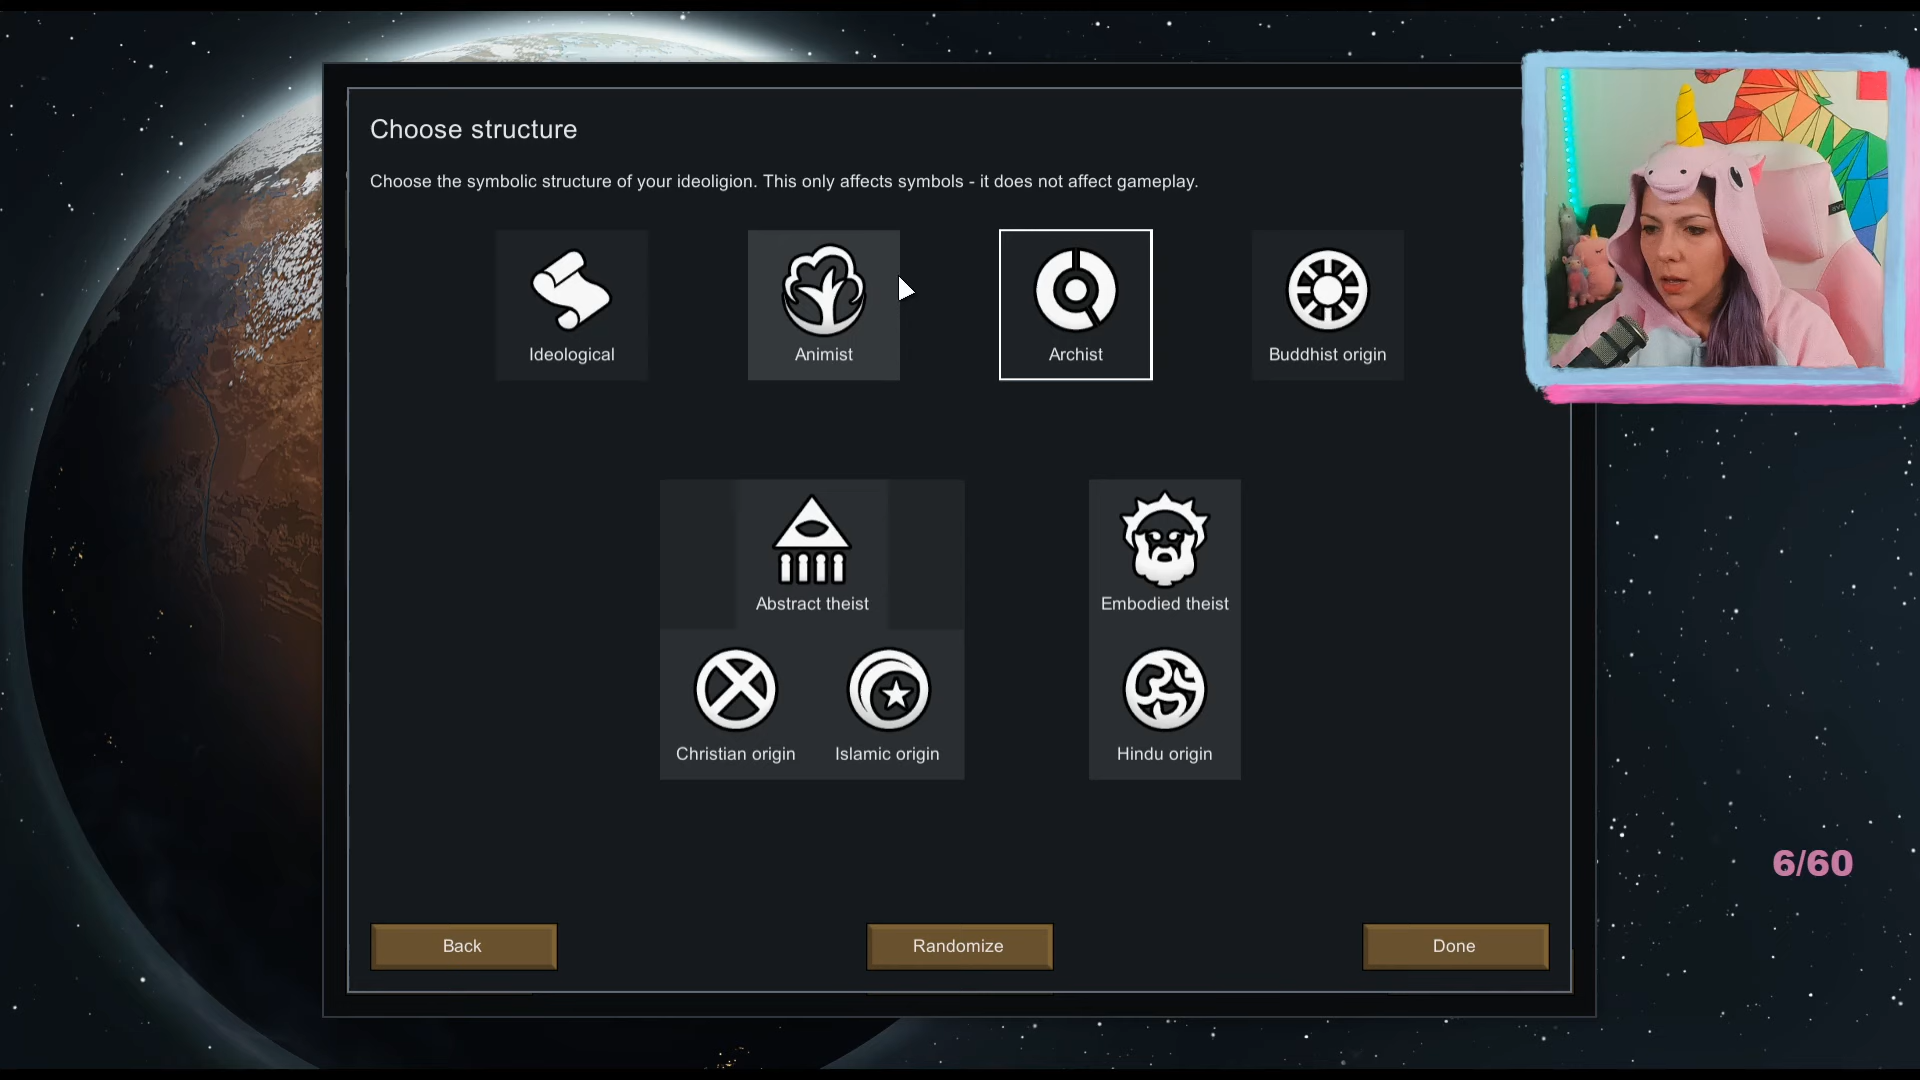 Choose structure
Choose the symbolic structure of your ideoligion. This only affects symbols - it does not affect gameplay.
Ideological
Animist
Archist
Buddhist origin
Abstract theist
Embodied theist
Christian origin
Islamic origin
Hindu origin
6/60
Back
Randomize
Done